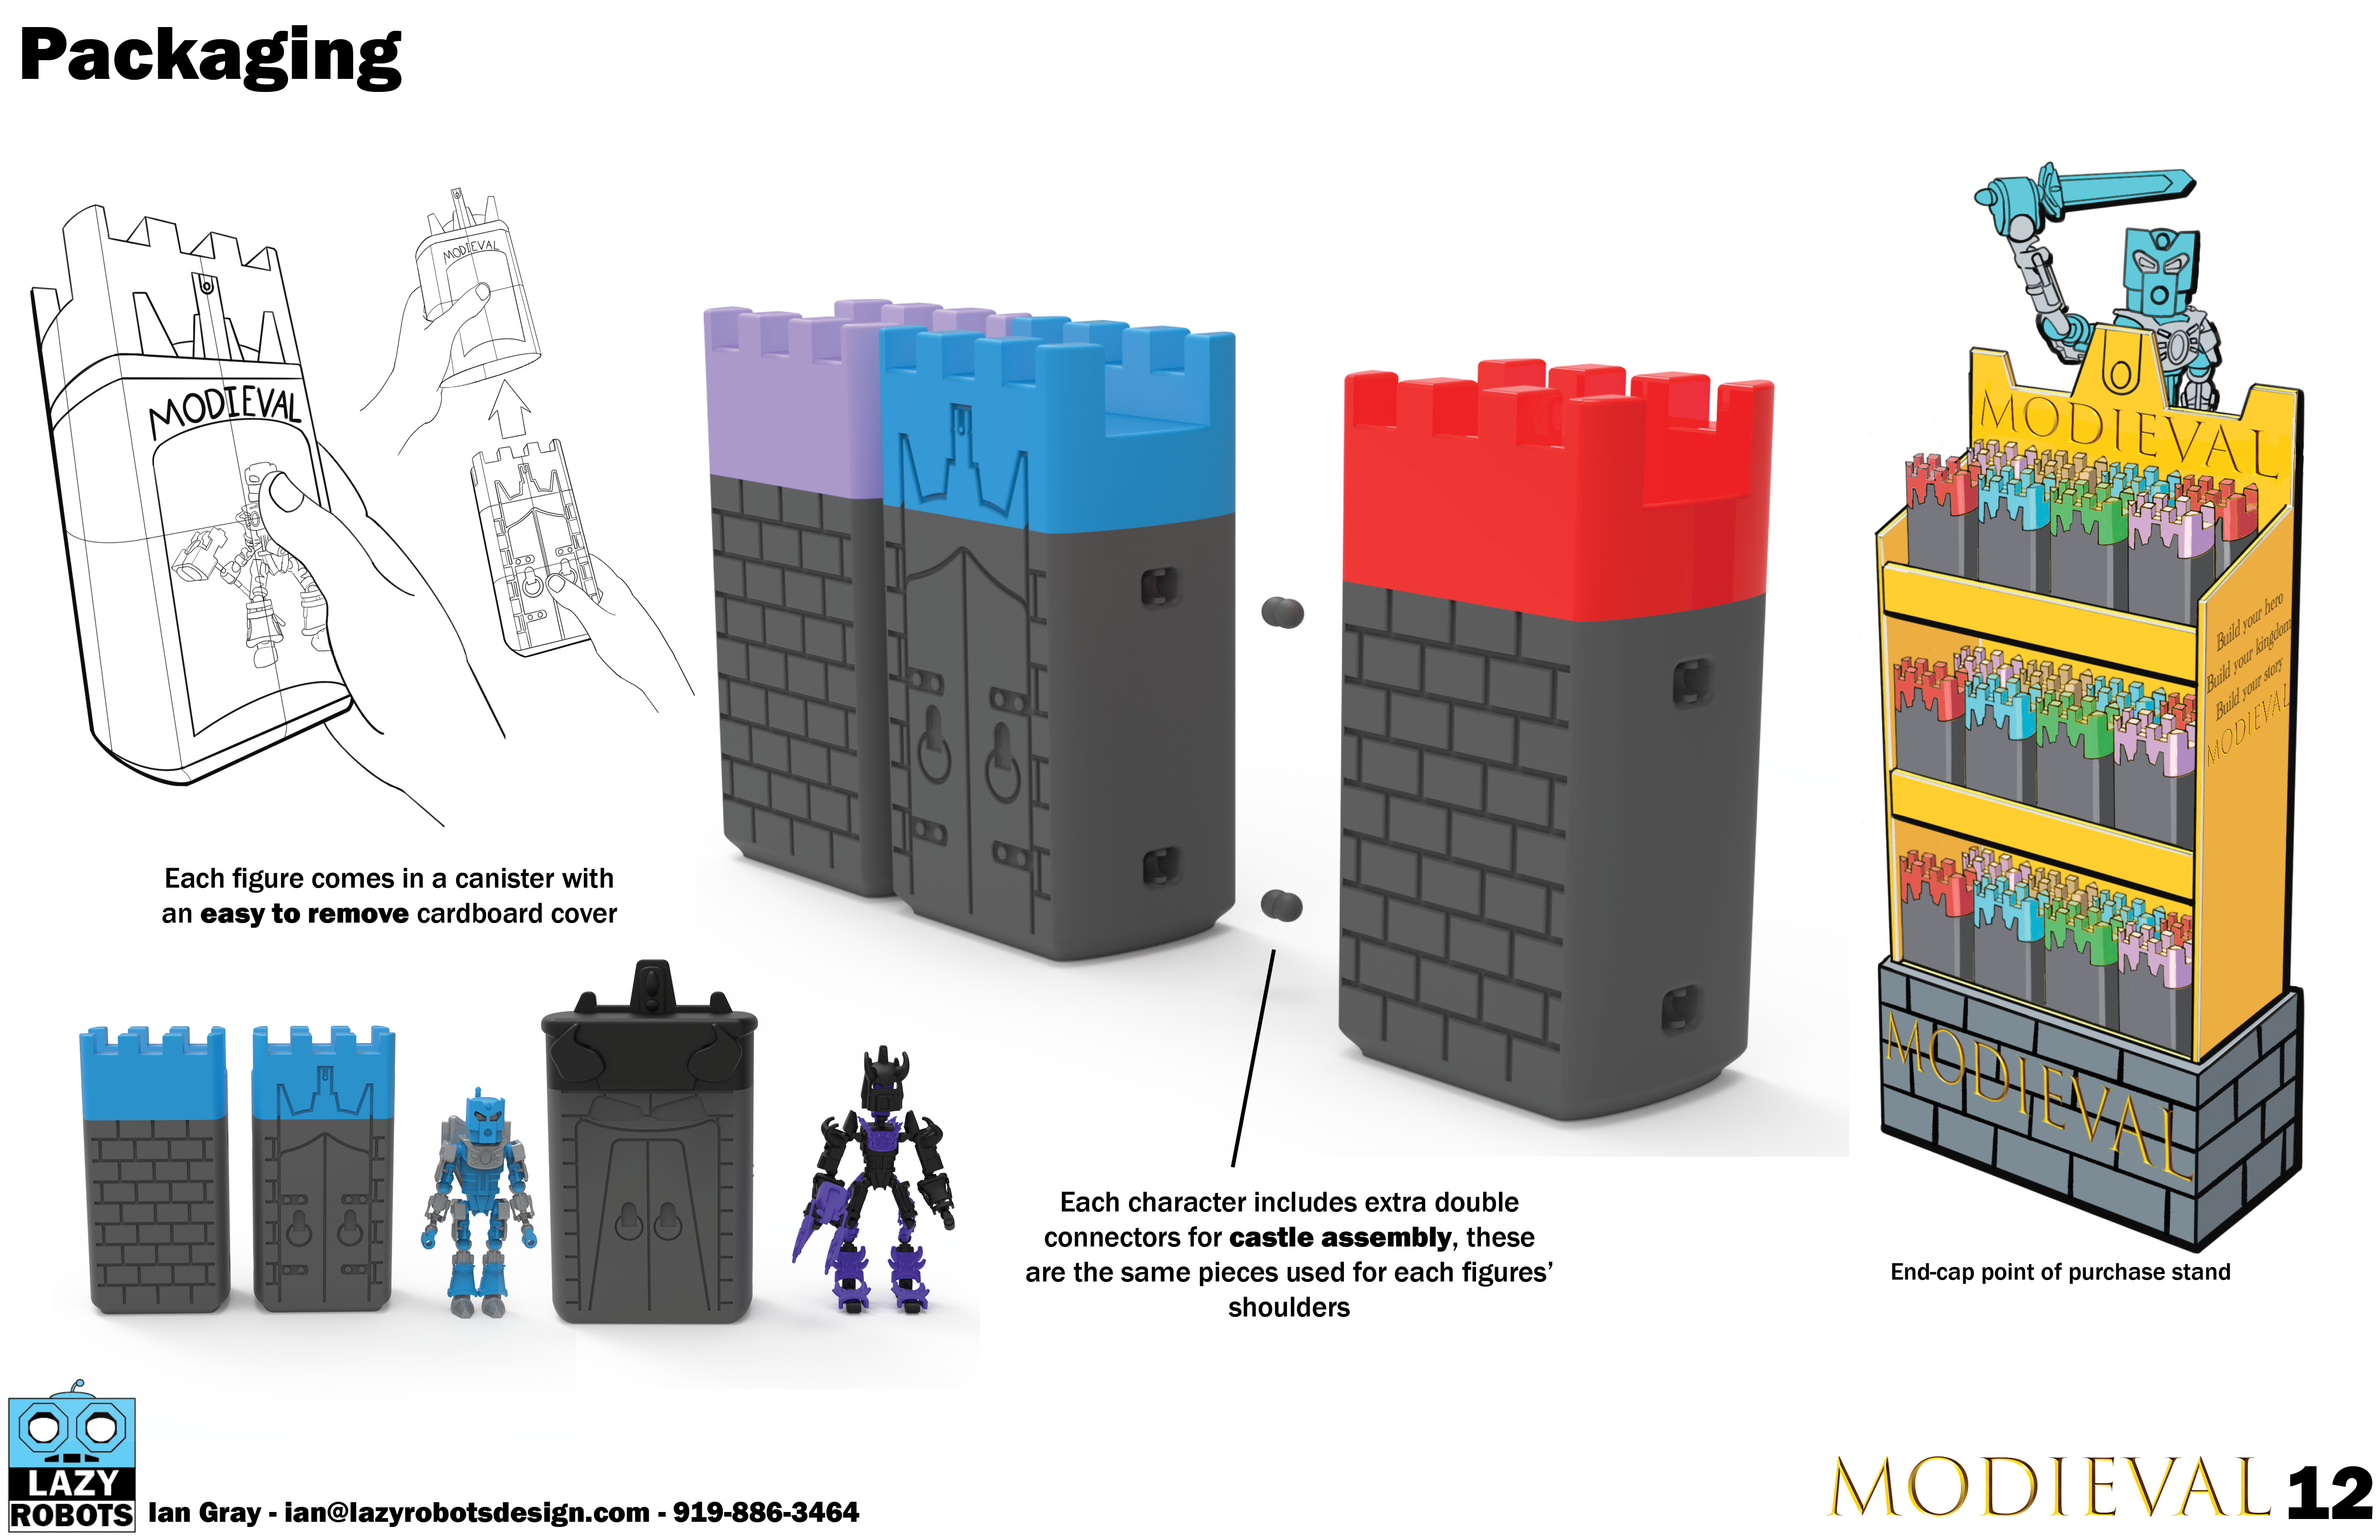 Packaging
MODIEVAL
MODIEVAL
Each figure comes in a canister with
an easy to remove cardboard cover
Each character includes extra double
connectors for castle assembly, these
are the same pieces used for each figures'
shoulders
MODIEVAL
Build your hero
Build your kingdom
Build your story
MODIEVAL
MODIEVAL
End-cap point of purchase stand
LAZY
ROBOTS
Ian Gray - ian@lazyrobotsdesign.com - 919-886-3464
MODIEVAL 12